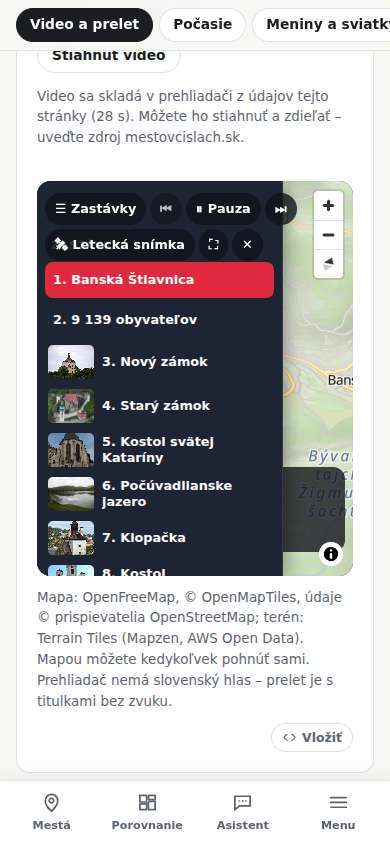 Video a prelet
Počasie
Meniny a sviatky
Stiahnuť video
Video sa skladá v prehliadači z údajov tejto
stránky (28 s). Môžete ho stiahnuť a zdieľať –
uveďte zdroj mestovcislach.sk.
☰ Zastávky
Pauza
Letecká snímka
1. Banská Štiavnica
2. 9 139 obyvateľov
3. Nový zámok
4. Starý zámok
5. Kostol svätej
Kataríny
6. Počúvadlianske
jazero
7. Klopačka
8. Kostol
Mapa: OpenFreeMap, © OpenMapTiles, údaje
© prispievatelia OpenStreetMap; terén:
Terrain Tiles (Mapzen, AWS Open Data).
Mapou môžete kedykoľvek pohnúť sami.
Prehliadač nemá slovenský hlas – prelet je s
titulkami bez zvuku.
Vložiť
Mestá
Porovnanie
Asistent
Menu